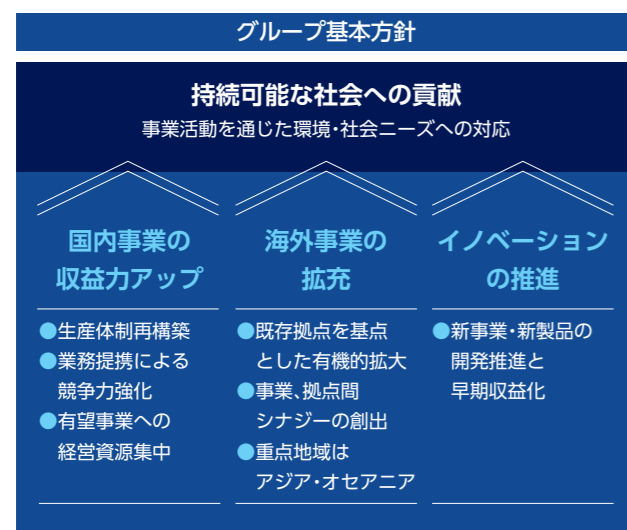 グループ基本方針
持続可能な社会への貢献
事業活動を通じた環境・社会ニーズへの対応
国内事業の
収益力アップ
●生産体制再構築
●業務提携による
競争力強化
●有望事業への
経営資源集中
海外事業の
拡充
●既存拠点を基点
とした有機的拡大
●事業、拠点間
シナジーの創出
●重点地域は
アジア・オセアニア
イノベーション
の推進
●新事業・新製品の
開発推進と
早期収益化